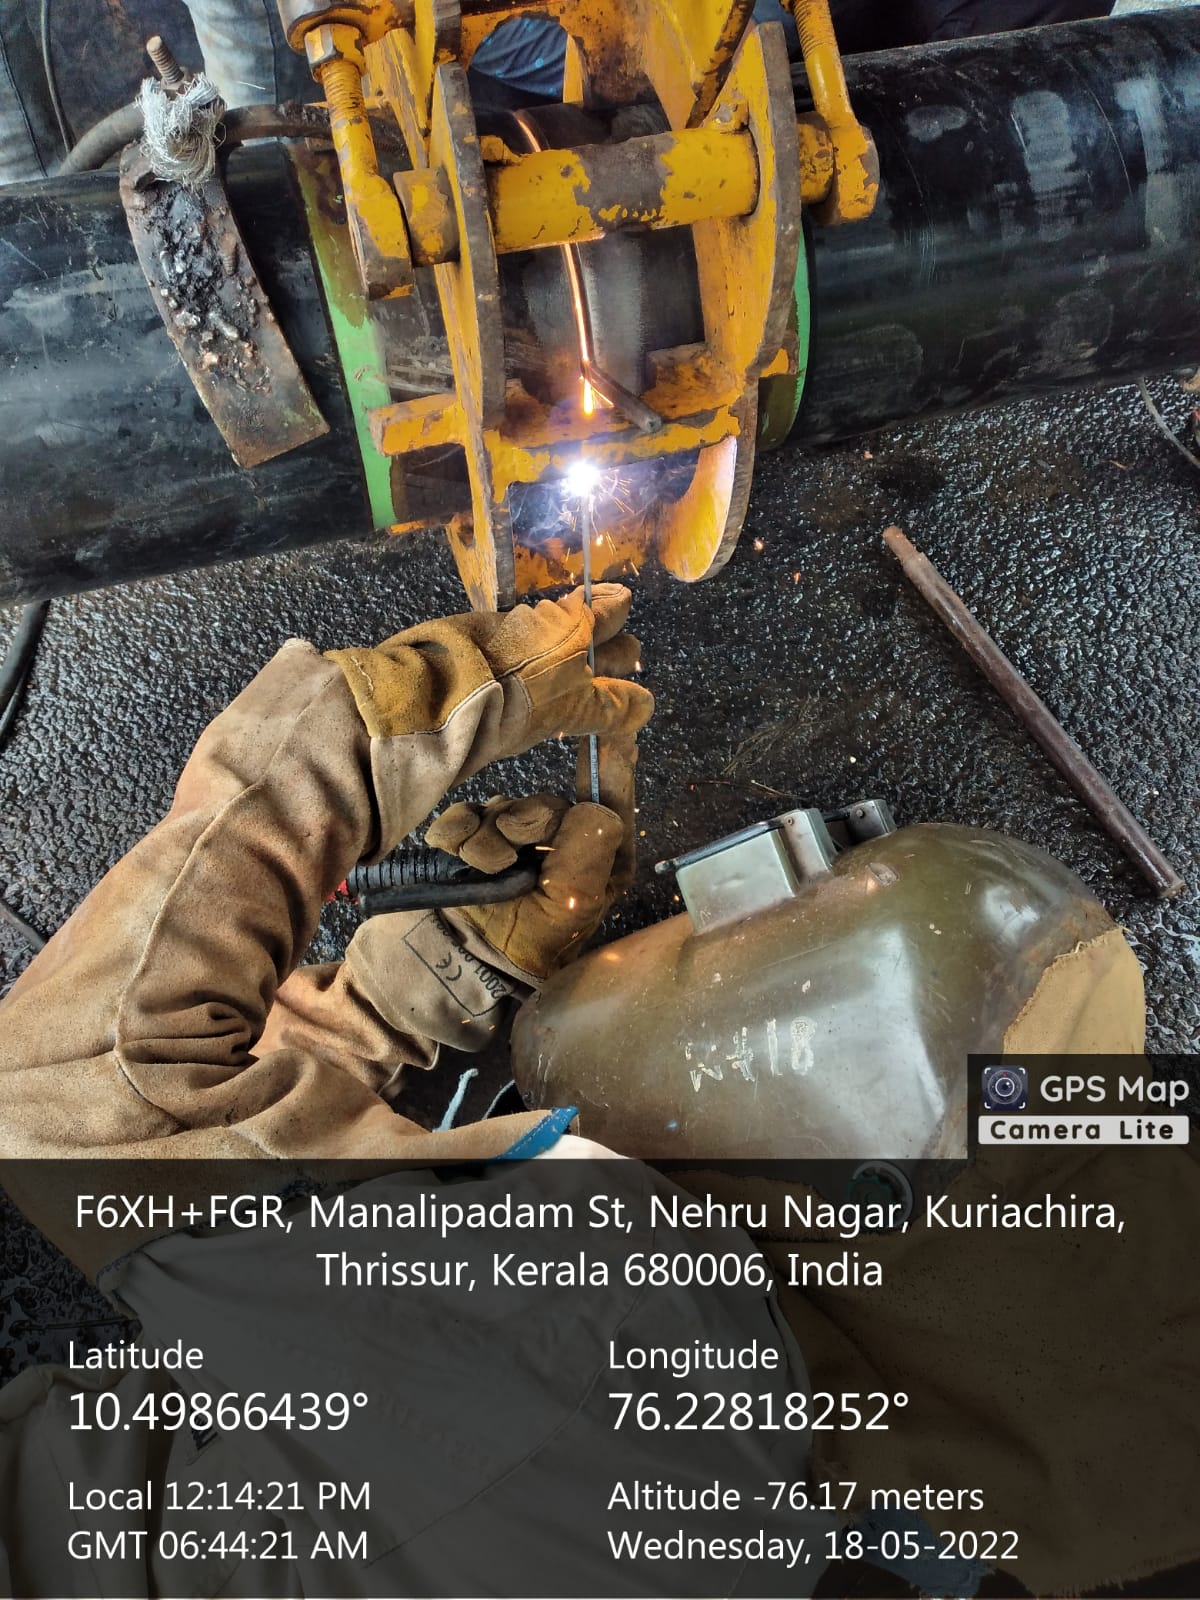 CE
W418
GPS Map
Camera Lite
F6XH+FGR, Manalipadam St, Nehru Nagar, Kuriachira,
Thrissur, Kerala 680006, India
Latitude
10.49866439°
Longitude
76.22818252°
Local 12:14:21 PM
GMT 06:44:21 AM
Altitude -76.17 meters
Wednesday, 18-05-2022